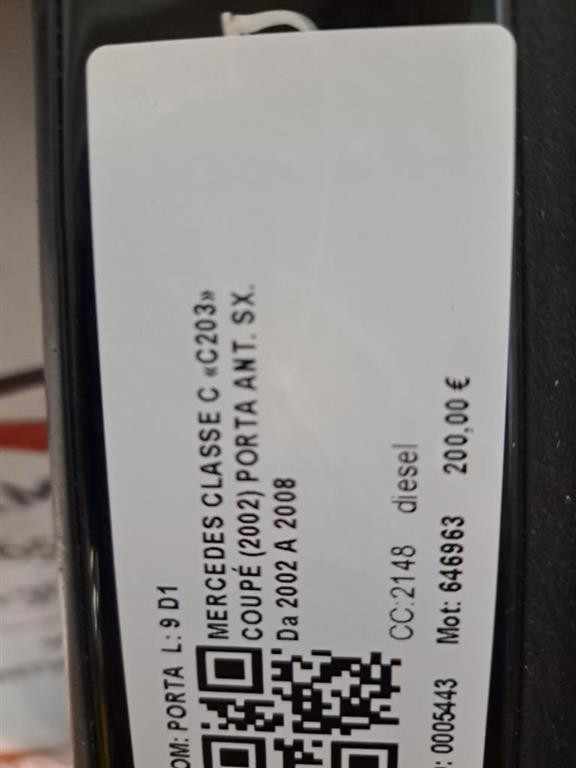 OM: PORTA L: 9 D1
MERCEDES CLASSE C «C203»
COUPÉ (2002) PORTA ANT. SX.
Da 2002 A 2008
CC:2148 diesel
: 0005443 Mot: 646963 200,00 €